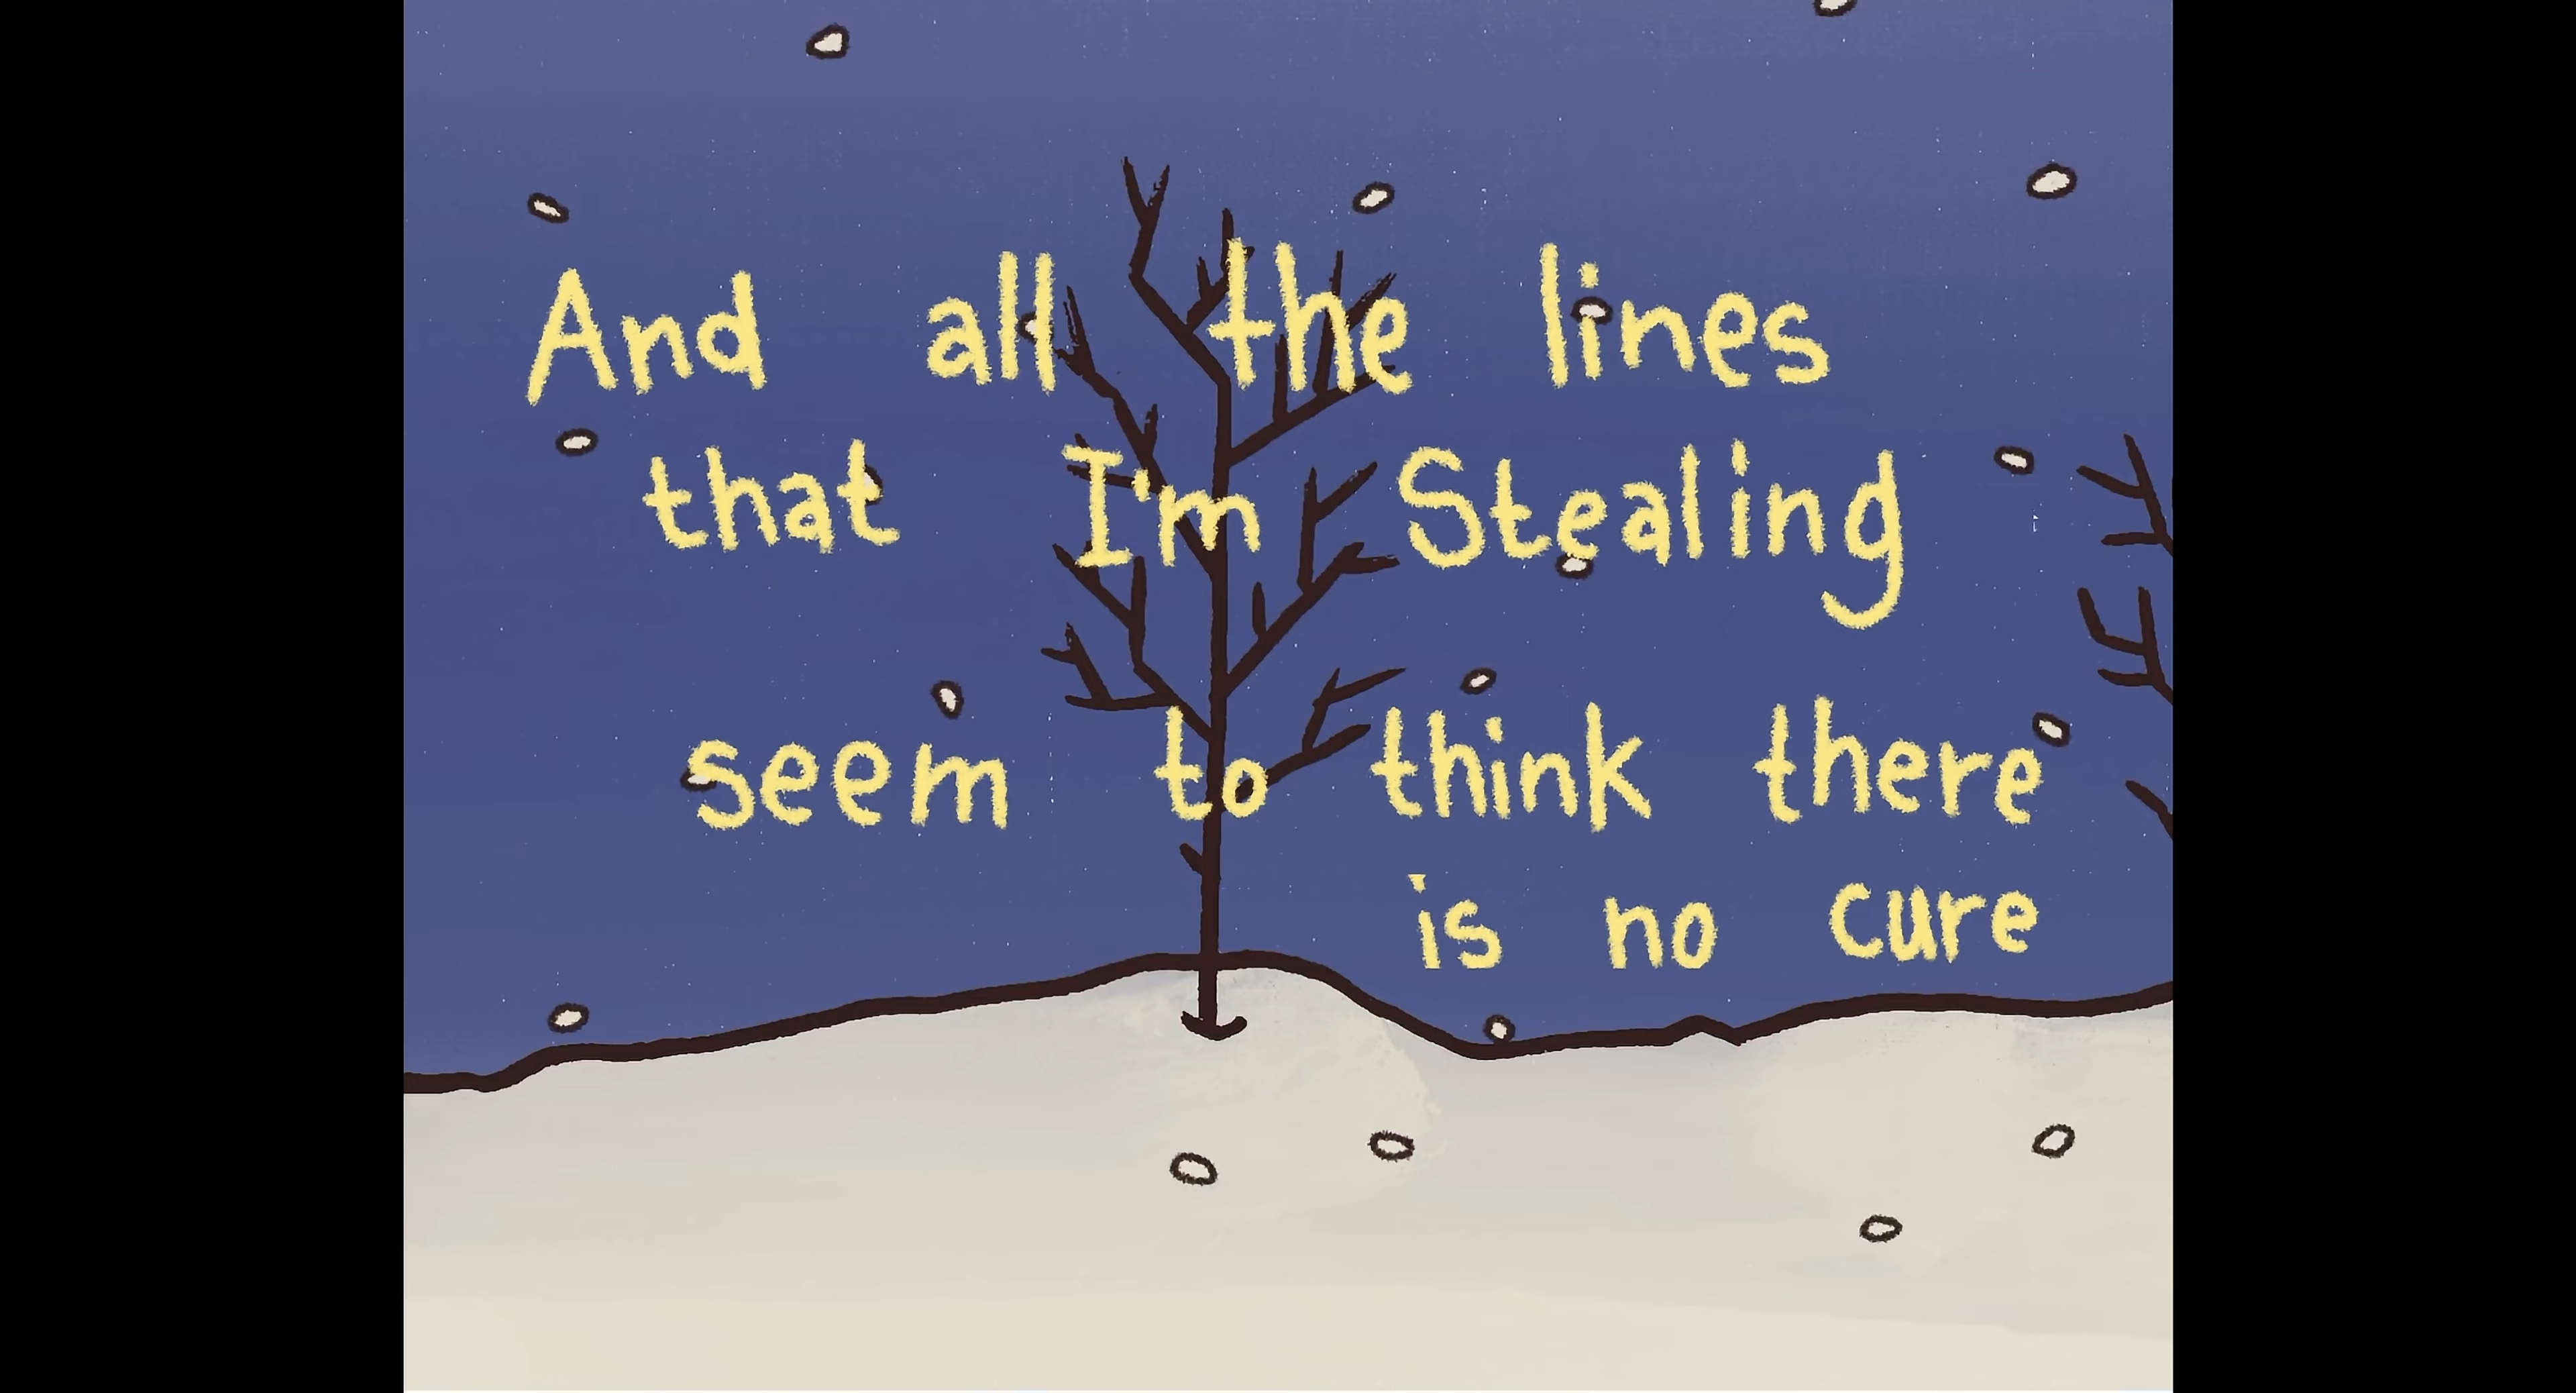 And all the lines
that I'm Stealing
seem to think there
is no cure